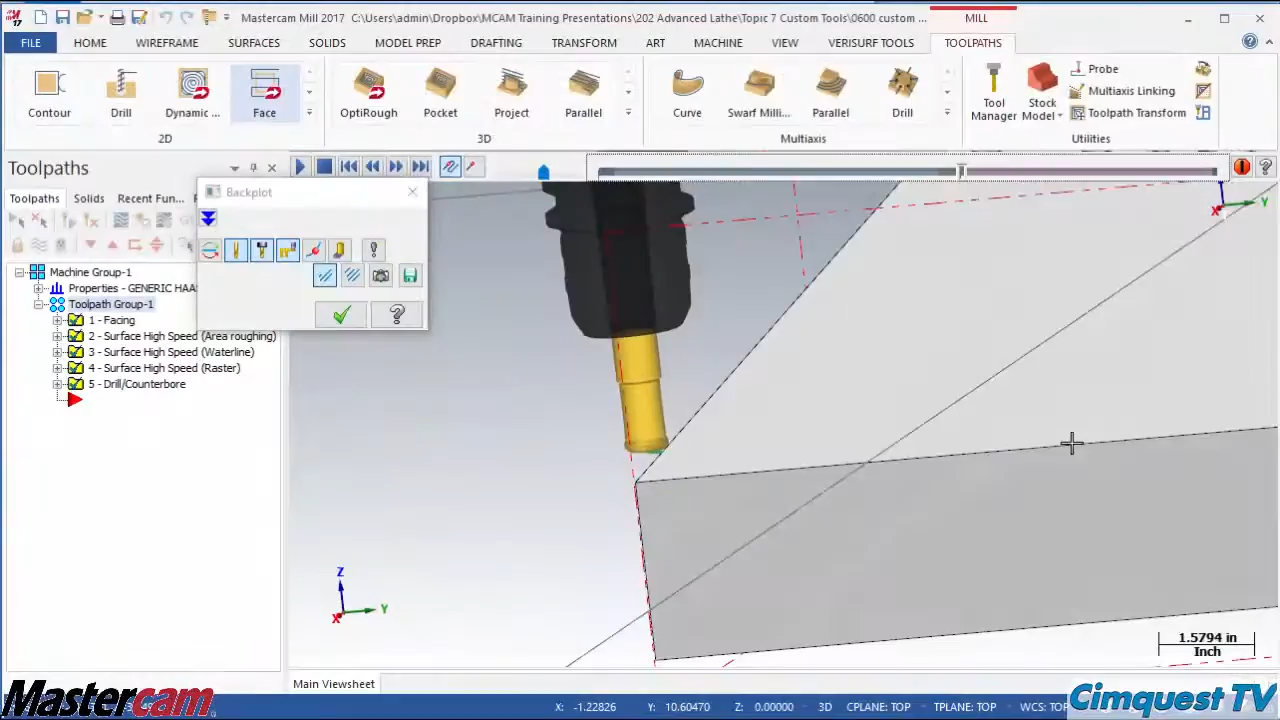 Mastercam Mill 2017 C:\Users\admin\Dropbox\MCAM Training Presentations\202 Advanced Lathe\Topic 7 Custom Tools\0600 custom ...
MILL
FILE HOME WIREFRAME SURFACES SOLIDS MODEL PREP DRAFTING TRANSFORM ART MACHINE VIEW VERISURF TOOLS TOOLPATHS
Contour Drill Dynamic ... Face OptiRough Pocket Project Parallel Curve Swarf Milli... Parallel Drill Tool Manager Stock Model
Probe
Multiaxis Linking
Toolpath Transform
2D 3D Multiaxis Utilities
Toolpaths
Toolpaths Solids Recent Fun...
Backplot
Machine Group-1
Properties - GENERIC HAA
Toolpath Group-1
1 - Facing
2 - Surface High Speed (Area roughing)
3 - Surface High Speed (Waterline)
4 - Surface High Speed (Raster)
5 - Drill/Counterbore
X Y
Z
X Y
1.5794 in
Inch
Main Viewsheet
X: -1.22826 Y: 10.60470 Z: 0.00000 3D CPLANE: TOP TPLANE: TOP WCS: TOP
Mastercam
Cimquest TV